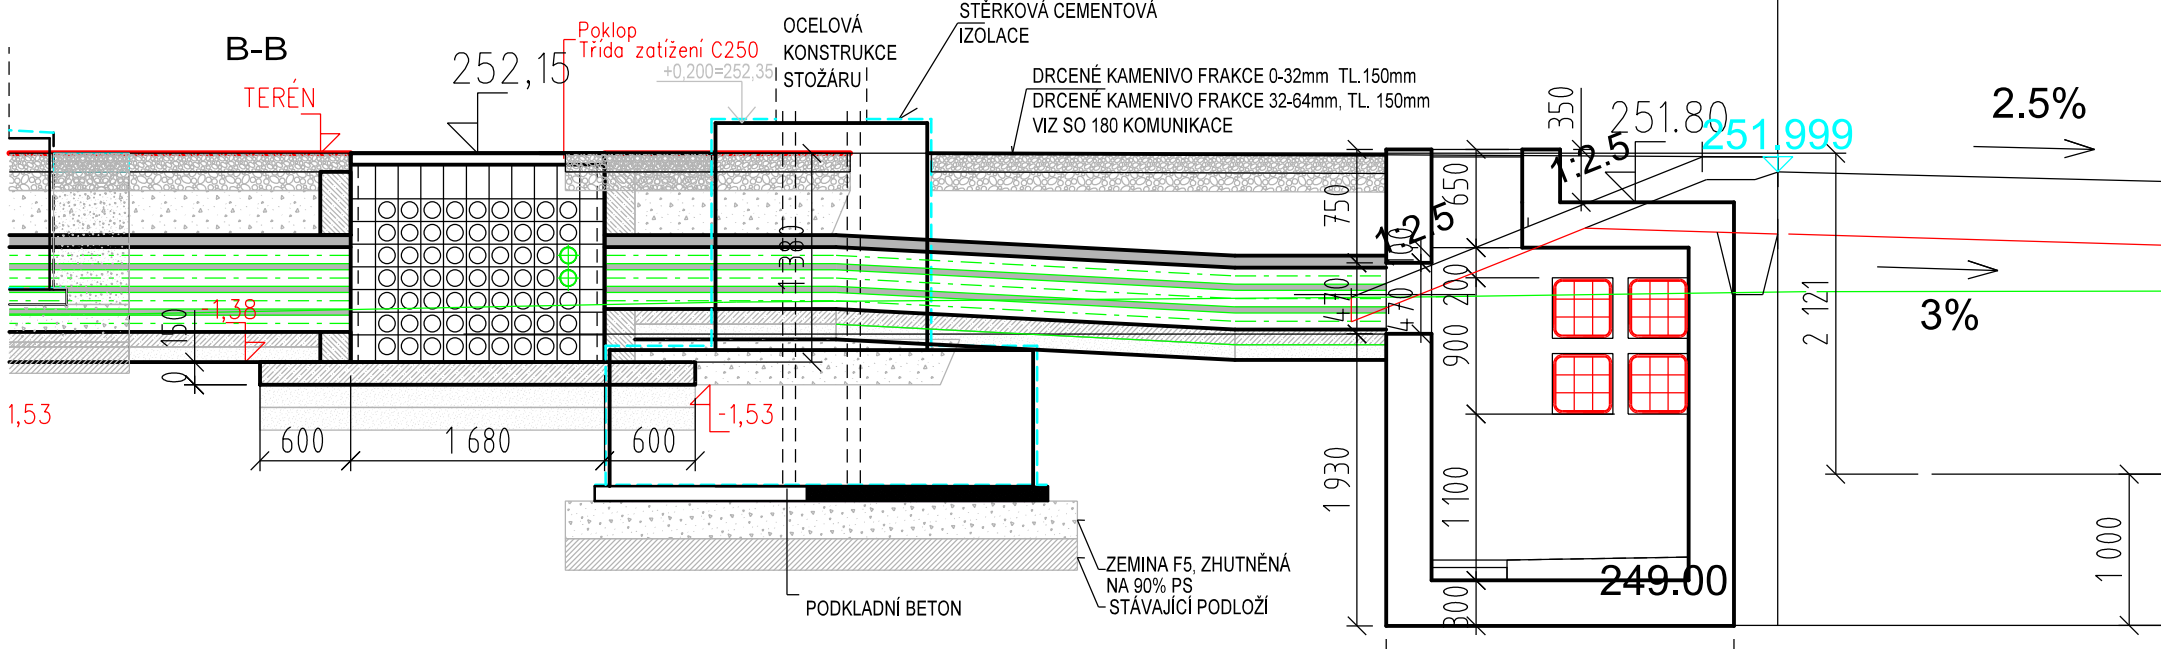 B-B
TERÉN
252,15
Poklop
Třída zatížení C250
+0,200=252,35
OCELOVÁ
KONSTRUKCE
STOŽÁRU
STĚRKOVÁ CEMENTOVÁ
IZOLACE
DRCENÉ KAMENIVO FRAKCE 0-32mm TL.150mm
DRCENÉ KAMENIVO FRAKCE 32-64mm, TL. 150mm
VIZ SO 180 KOMUNIKACE
350
251.80
251.999
2.5%
1:2.5
1:2.5
750
650
200
470
470
900
1 380
2 121
3%
-1,38
150
0
1,53
-1,53
600
1 680
600
1 930
1 100
1 000
300
249.00
ZEMINA F5, ZHUTNĚNÁ
NA 90% PS
STÁVAJÍCÍ PODLOŽÍ
PODKLADNÍ BETON